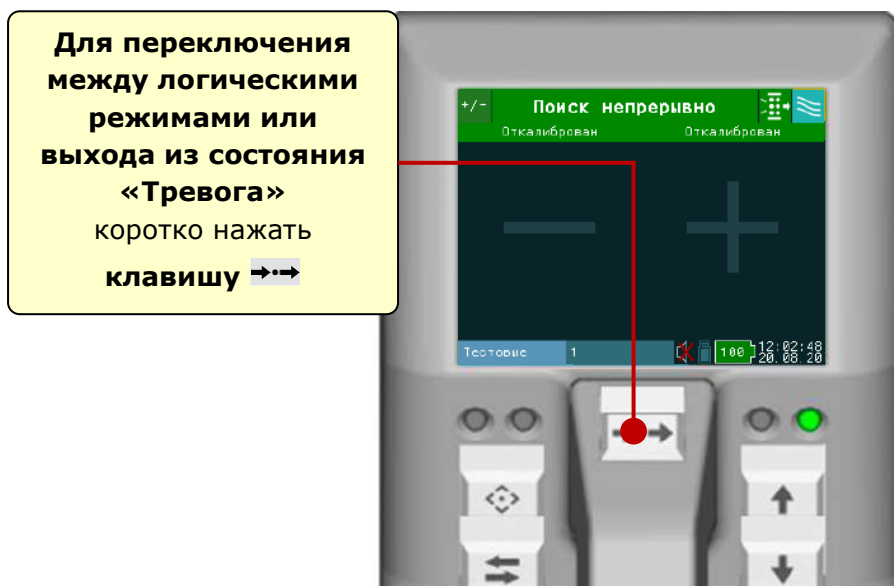 Для переключения
между логическими
режимами или
выхода из состояния
«Тревога»
коротко нажать
клавишу
+/- Поиск непрерывно
Откалиброван Откалиброван
Тестовые 1 100 12:02:48
20.08.20